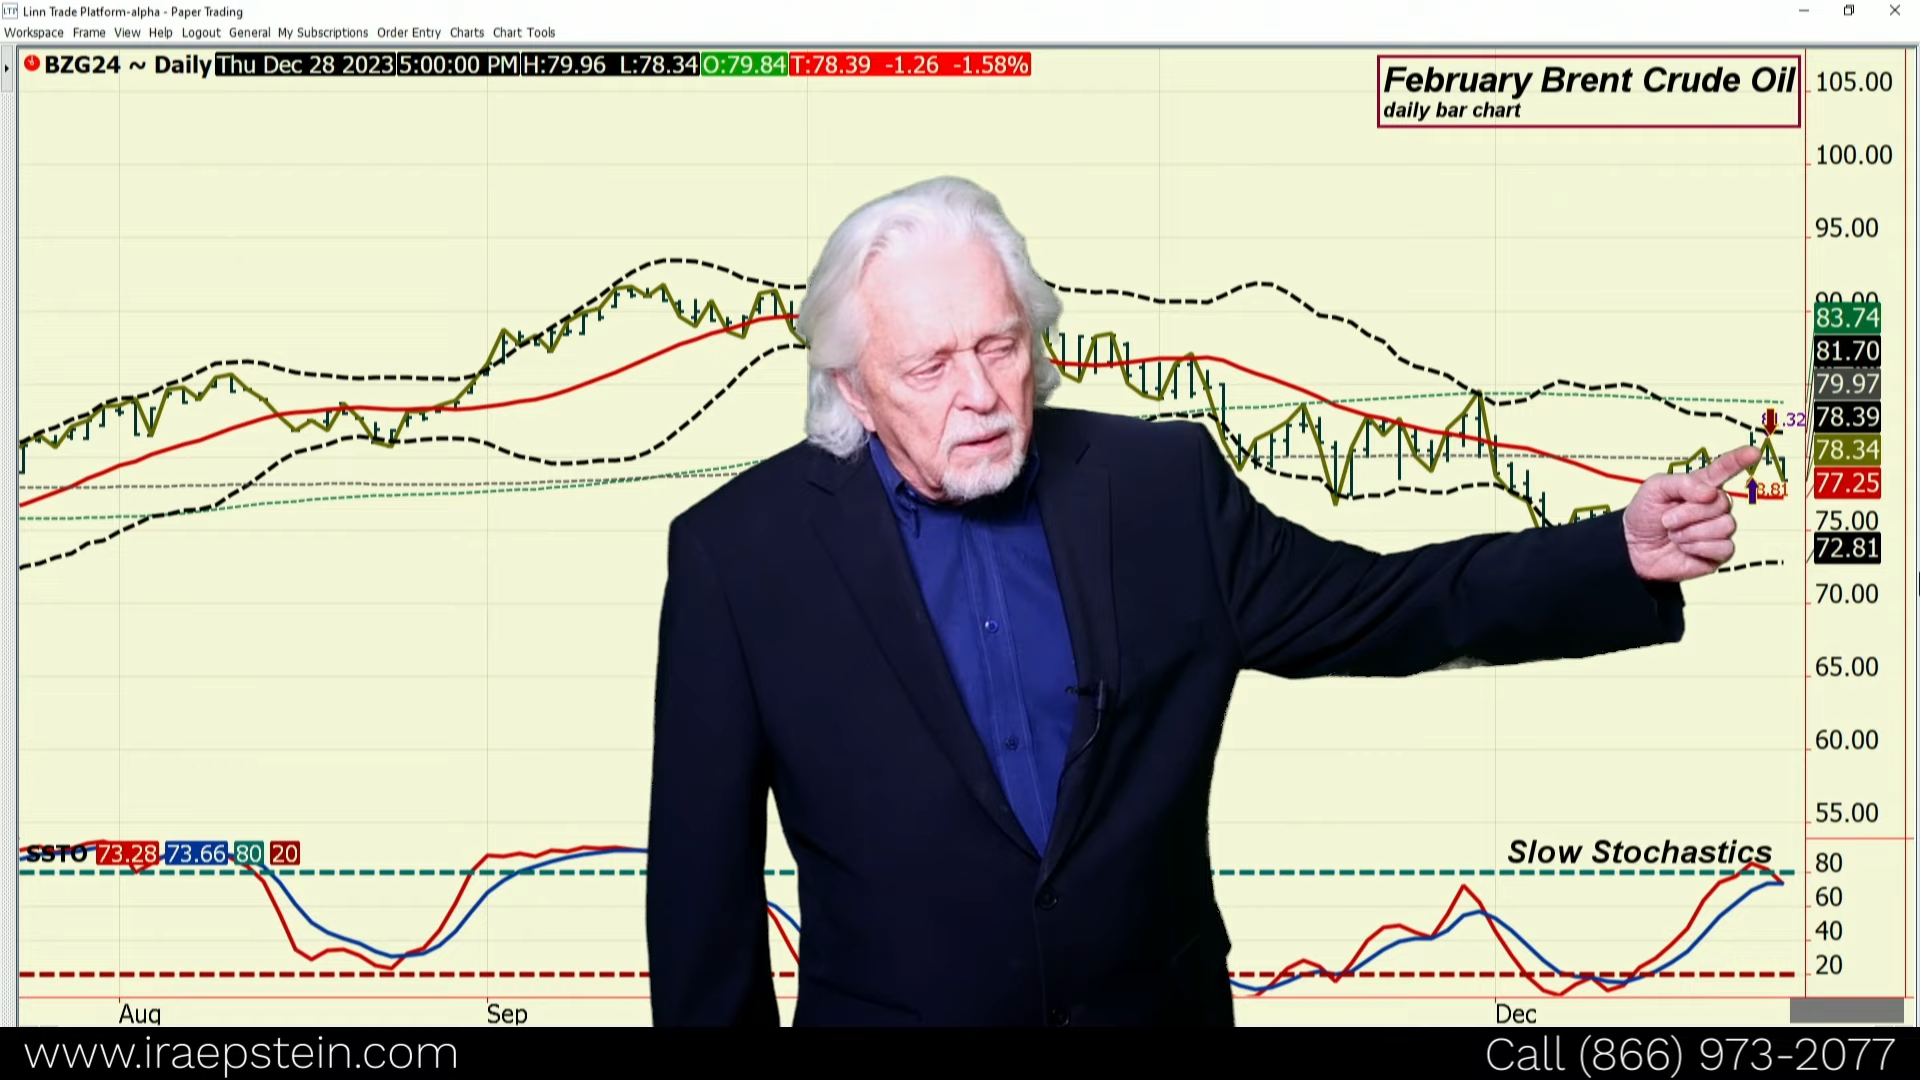 LTP Linn Trade Platform-alpha - Paper Trading
Workspace Frame View Help Logout General My Subscriptions Order Entry Charts Chart Tools
BZG24 ~ Daily Thu Dec 28 2023 5:00:00 PM H:79.96 L:78.34 O:79.84 T:78.39 -1.26 -1.58%
February Brent Crude Oil
daily bar chart
105.00
100.00
95.00
90.00
83.74
81.70
79.97
78.39
78.34
77.25
75.00
72.81
70.00
65.00
60.00
55.00
SSTO 73.28 73.66 80 20
Slow Stochastics
80
60
40
20
Aug Sep Dec
www.iraepstein.com
Call (866) 973-2077